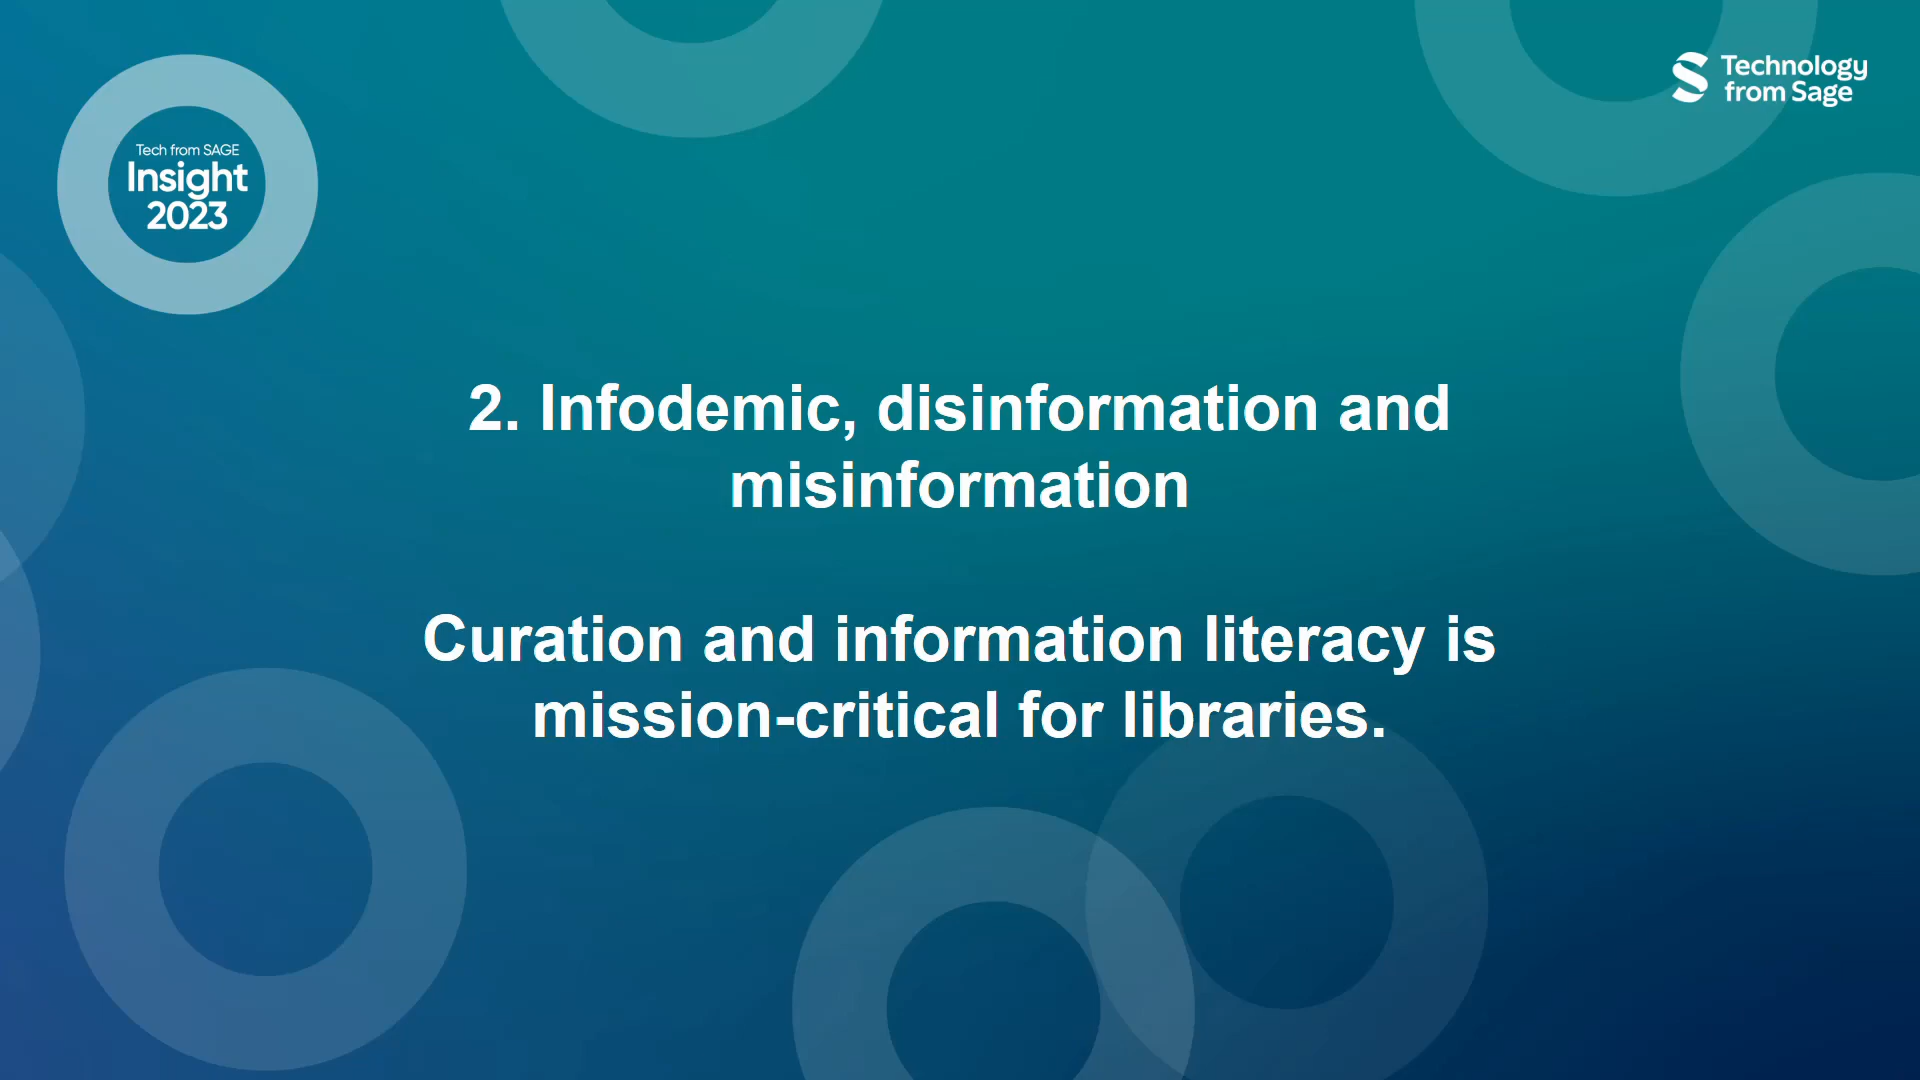 Tech from SAGE
Insight
2023
Technology
from Sage
2. Infodemic, disinformation and
misinformation
Curation and information literacy is
mission-critical for libraries.